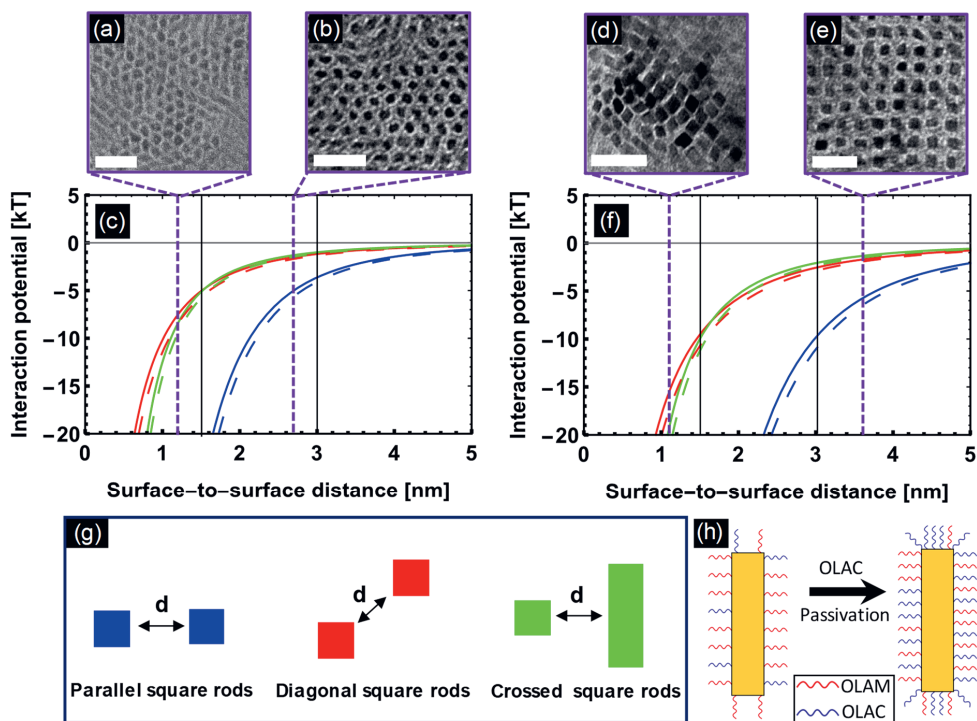 (a)
(b)
(d)
(e)
Interaction potential [kT]
5
0
−5
−10
−15
−20
(c)
0 1 2 3 4 5
Surface−to−surface distance [nm]
Interaction potential [kT]
5
0
−5
−10
−15
−20
(f)
0 1 2 3 4 5
Surface−to−surface distance [nm]
(g)
d
d
d
Parallel square rods
Diagonal square rods
Crossed square rods
(h)
OLAC
Passivation
OLAM
OLAC